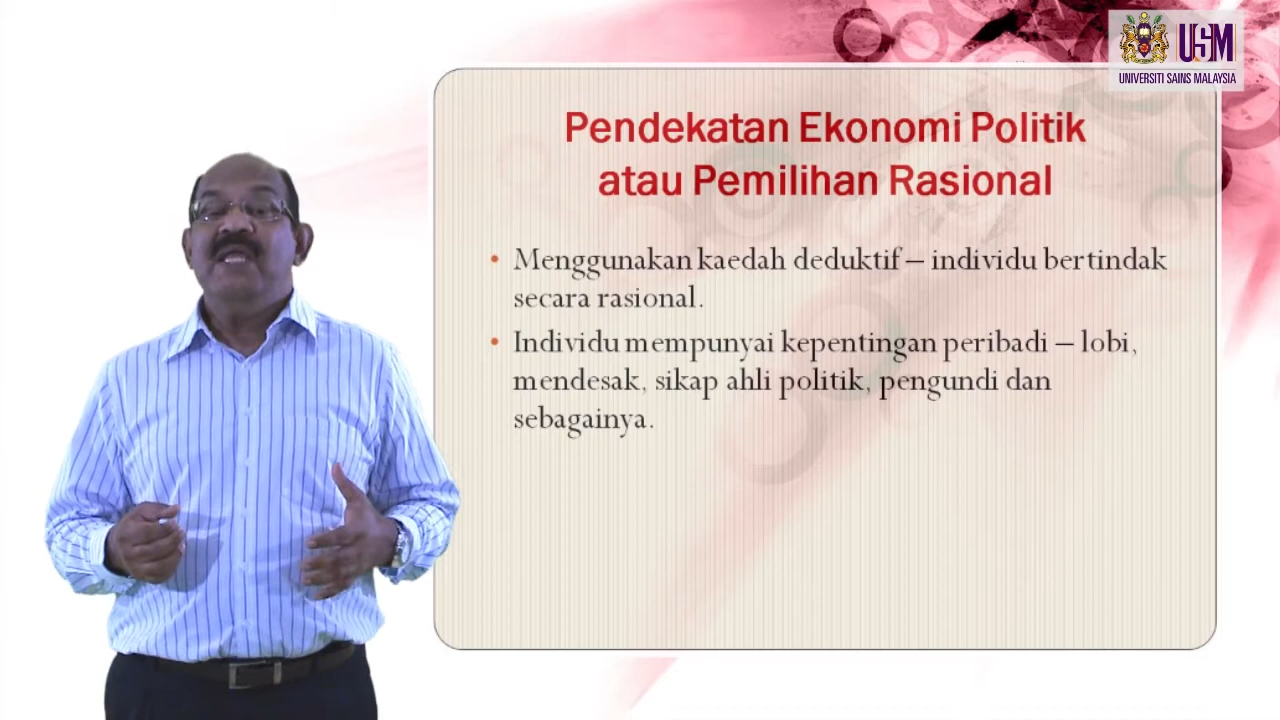 USM
UNIVERSITI SAINS MALAYSIA
Pendekatan Ekonomi Politik
atau Pemilihan Rasional
• Menggunakan kaedah deduktif – individu bertindak
secara rasional.
• Individu mempunyai kepentingan peribadi – lobi,
mendesak, sikap ahli politik, pengundi dan
sebagainya.